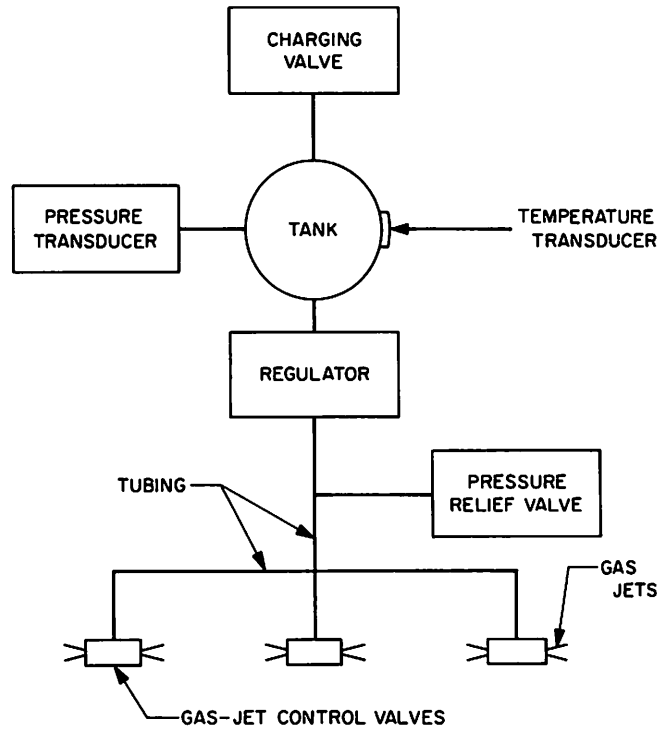 CHARGING
VALVE
PRESSURE
TRANSDUCER
TANK
TEMPERATURE
TRANSDUCER
REGULATOR
TUBING
PRESSURE
RELIEF VALVE
GAS
JETS
GAS-JET CONTROL VALVES